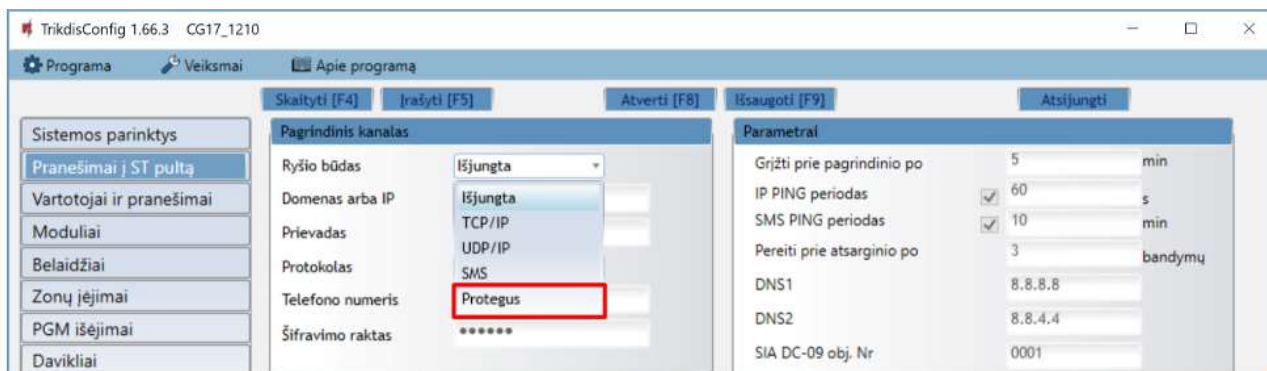 TrikdisConfig 1.66.3 CG17_1210
Programa Veiksmai Apie programą
Skaityti [F4] Įrašyti [F5] Atverti [F8] Išsaugoti [F9] Atsijungti
Sistemos parinktys
Pranešimai į ST pultą
Vartotojai ir pranešimai
Moduliai
Belaidžiai
Zonų įėjimai
PGM išėjimai
Davikliai
Pagrindinis kanalas
Ryšio būdas Išjungta
Domenas arba IP Išjungta
TCP/IP
Prievadas
UDP/IP
Protokolas
SMS
Telefono numeris Protegus
Šifravimo raktas ••••••
Parametrai
Grįžti prie pagrindinio po 5 min
IP PING periodas 60 s
SMS PING periodas 10 min
Pereiti prie atsarginio po 3 bandymų
DNS1 8.8.8.8
DNS2 8.8.4.4
SIA DC-09 obj. Nr 0001